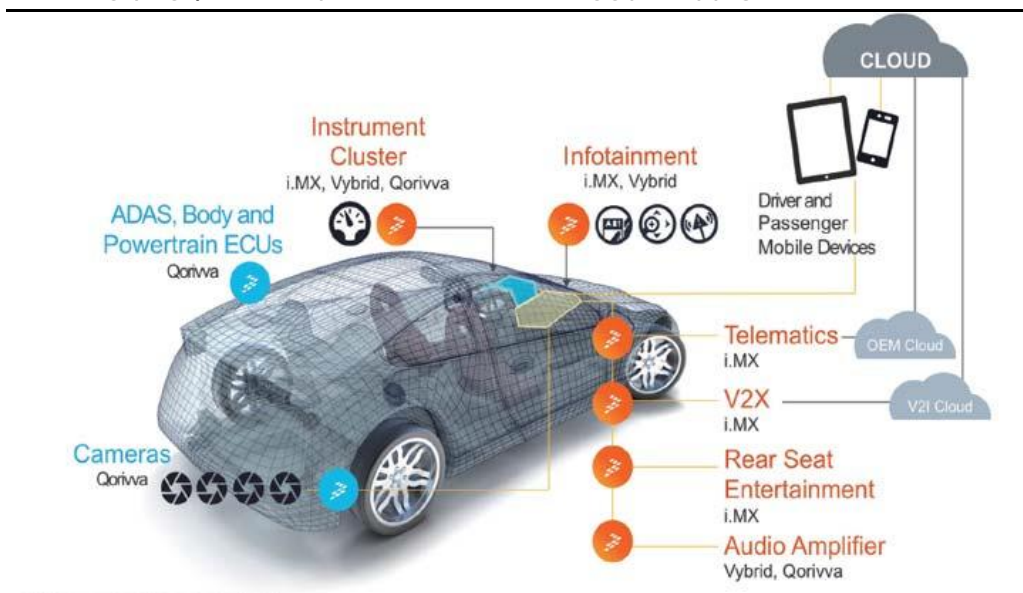 CLOUD
Instrument
Cluster
i.MX, Vybrid, Qorivva
Infotainment
i.MX, Vybrid
Driver and
Passenger
Mobile Devices
ADAS, Body and
Powertrain ECUs
Qorivva
Telematics
i.MX
OEM Cloud
V2X
i.MX
V2I Cloud
Cameras
Qorivva
Rear Seat
Entertainment
i.MX
Audio Amplifier
Vybrid, Qorivva